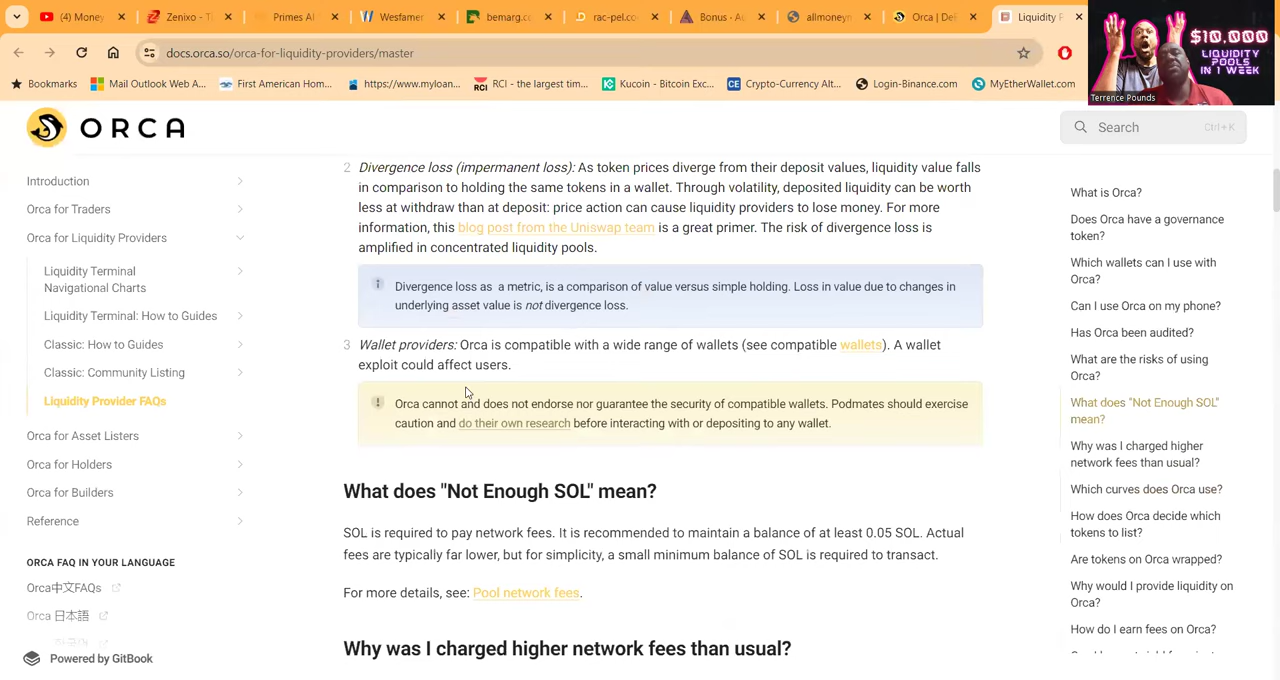 (4) Money
Zenixo - T
Primes AI
Wesfamer
bemarg.c
rac-pel.co
Bonus - Au
allmoneyn
Orca | DeF
Liquidity P
docs.orca.so/orca-for-liquidity-providers/master
Bookmarks
Mail Outlook Web A...
First American Hom...
https://www.myloan...
RCI - the largest tim...
Kucoin - Bitcoin Exc...
Crypto-Currency Alt...
Login-Binance.com
MyEtherWallet.com
$10,000
LIQUIDITY
POOLS
IN 1 WEEK
Terrence Pounds
ORCA
Search
Ctrl+K
Introduction
Orca for Traders
Orca for Liquidity Providers
Liquidity Terminal
Navigational Charts
Liquidity Terminal: How to Guides
Classic: How to Guides
Classic: Community Listing
Liquidity Provider FAQs
Orca for Asset Listers
Orca for Holders
Orca for Builders
Reference
ORCA FAQ IN YOUR LANGUAGE
Orca中文FAQs
Orca 日本語
한국어
Powered by GitBook
2 Divergence loss (impermanent loss): As token prices diverge from their deposit values, liquidity value falls
in comparison to holding the same tokens in a wallet. Through volatility, deposited liquidity can be worth
less at withdraw than at deposit: price action can cause liquidity providers to lose money. For more
information, this blog post from the Uniswap team is a great primer. The risk of divergence loss is
amplified in concentrated liquidity pools.
Divergence loss as a metric, is a comparison of value versus simple holding. Loss in value due to changes in
underlying asset value is not divergence loss.
3 Wallet providers: Orca is compatible with a wide range of wallets (see compatible wallets). A wallet
exploit could affect users.
Orca cannot and does not endorse nor guarantee the security of compatible wallets. Podmates should exercise
caution and do their own research before interacting with or depositing to any wallet.
What does "Not Enough SOL" mean?
SOL is required to pay network fees. It is recommended to maintain a balance of at least 0.05 SOL. Actual
fees are typically far lower, but for simplicity, a small minimum balance of SOL is required to transact.
For more details, see: Pool network fees.
Why was I charged higher network fees than usual?
What is Orca?
Does Orca have a governance
token?
Which wallets can I use with
Orca?
Can I use Orca on my phone?
Has Orca been audited?
What are the risks of using
Orca?
What does "Not Enough SOL"
mean?
Why was I charged higher
network fees than usual?
Which curves does Orca use?
How does Orca decide which
tokens to list?
Are tokens on Orca wrapped?
Why would I provide liquidity on
Orca?
How do I earn fees on Orca?